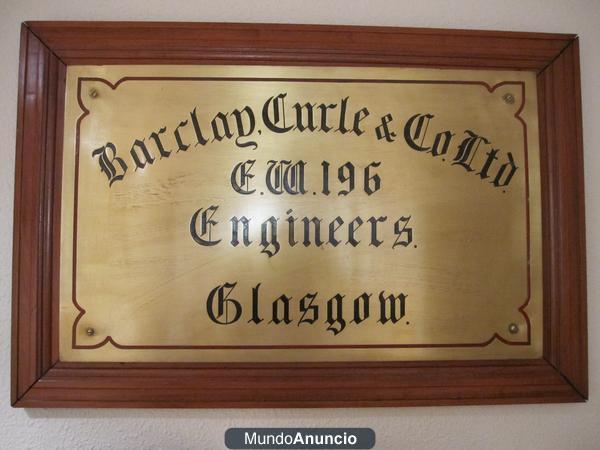 Barclay, Curle & Co. Ltd.
E.W. 196
Engineers.
Glasgow.
MundoAnuncio